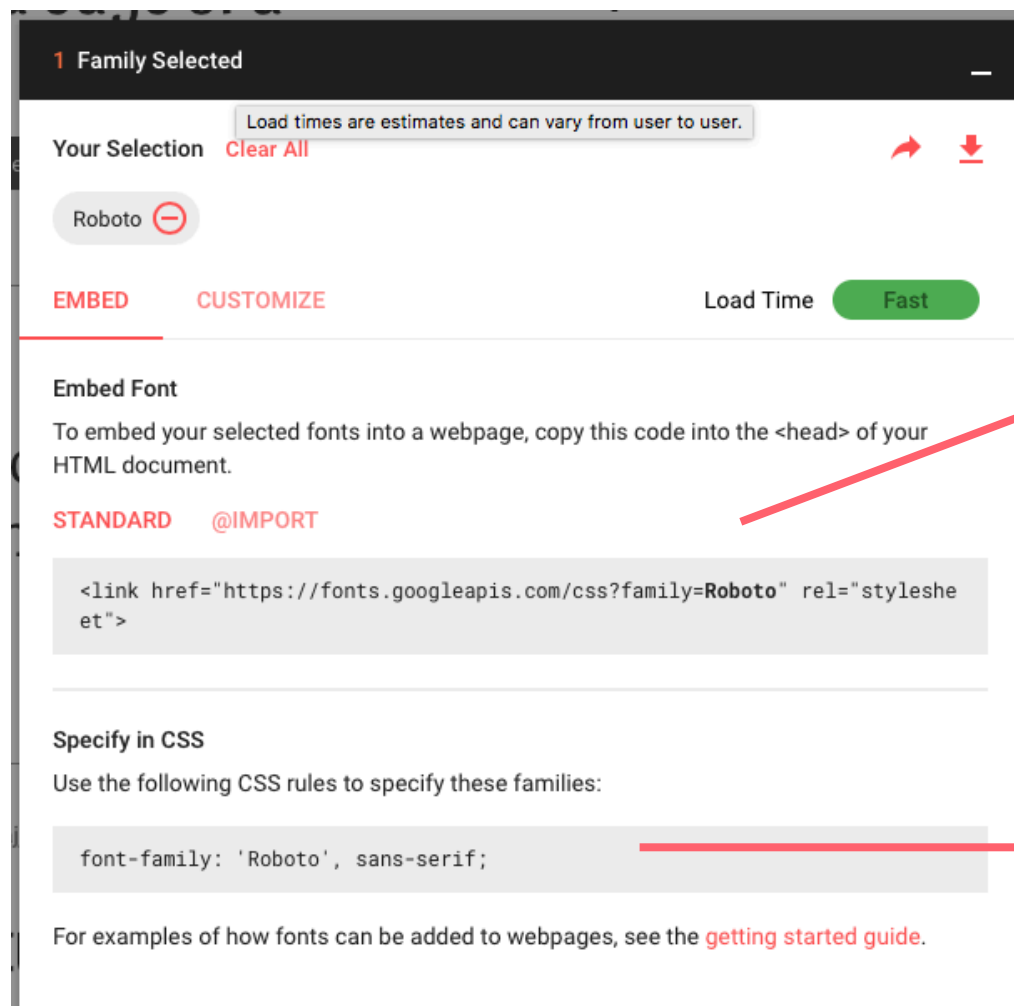 1 Family Selected
Load times are estimates and can vary from user to user.
Your Selection Clear All
Roboto
EMBED CUSTOMIZE Load Time Fast
Embed Font
To embed your selected fonts into a webpage, copy this code into the <head> of your
HTML document.
STANDARD @IMPORT
<link href="https://fonts.googleapis.com/css?family=Roboto" rel="styleshe
et">
Specify in CSS
Use the following CSS rules to specify these families:
font-family: 'Roboto', sans-serif;
For examples of how fonts can be added to webpages, see the getting started guide.